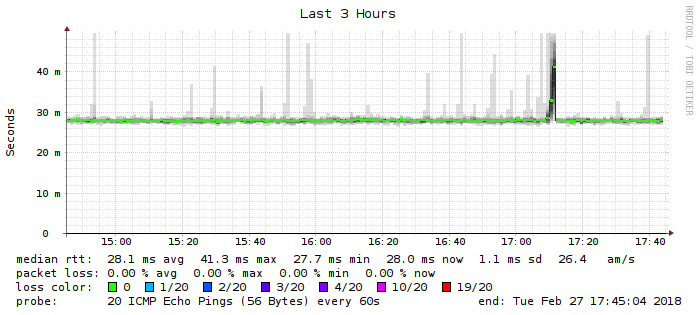 Last 3 Hours
RRDTOOL / TOBI OETIKER
Seconds
40 m
30 m
20 m
10 m
0
15:00 15:20 15:40 16:00 16:20 16:40 17:00 17:20 17:40
median rtt: 28.1 ms avg 41.3 ms max 27.7 ms min 28.0 ms now 1.1 ms sd 26.4 am/s
packet loss: 0.00 % avg 0.00 % max 0.00 % min 0.00 % now
loss color: 0 1/20 2/20 3/20 4/20 10/20 19/20
probe: 20 ICMP Echo Pings (56 Bytes) every 60s end: Tue Feb 27 17:45:04 2018